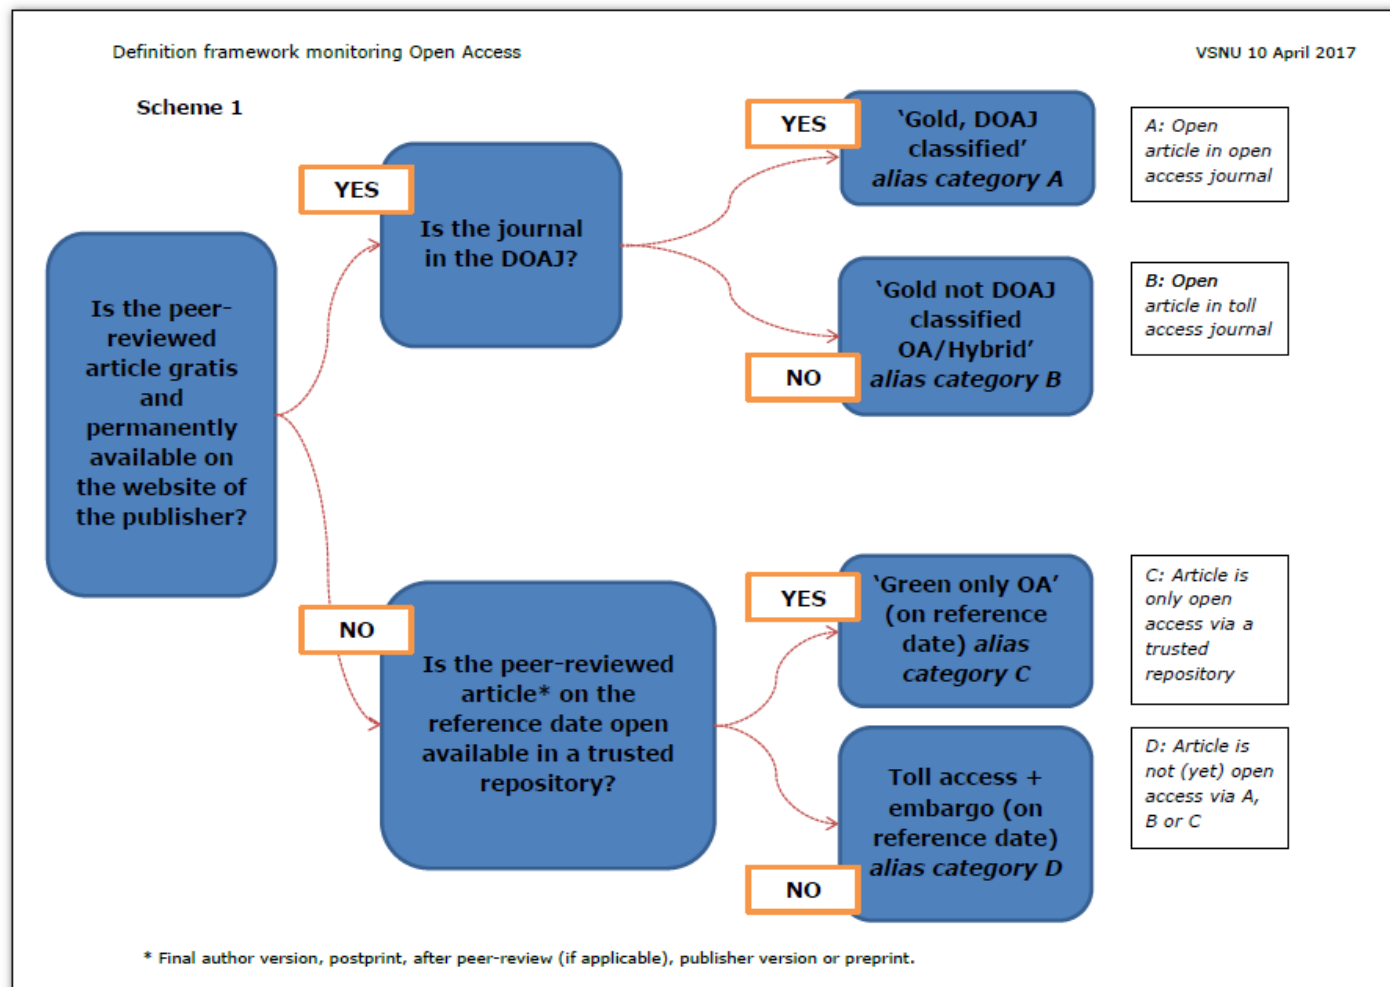 Definition framework monitoring Open Access
VSNU 10 April 2017
Scheme 1
Is the peer-
reviewed
article gratis
and
permanently
available on
the website of
the publisher?
YES
Is the journal
in the DOAJ?
YES
‘Gold, DOAJ
classified’
alias category A
A: Open
article in open
access journal
‘Gold not DOAJ
classified
OA/Hybrid’
alias category B
NO
B: Open
article in toll
access journal
NO
Is the peer-reviewed
article* on the
reference date open
available in a trusted
repository?
YES
‘Green only OA’
(on reference
date) alias
category C
C: Article is
only open
access via a
trusted
repository
Toll access +
embargo (on
reference date)
alias category D
NO
D: Article is
not (yet) open
access via A,
B or C
* Final author version, postprint, after peer-review (if applicable), publisher version or preprint.